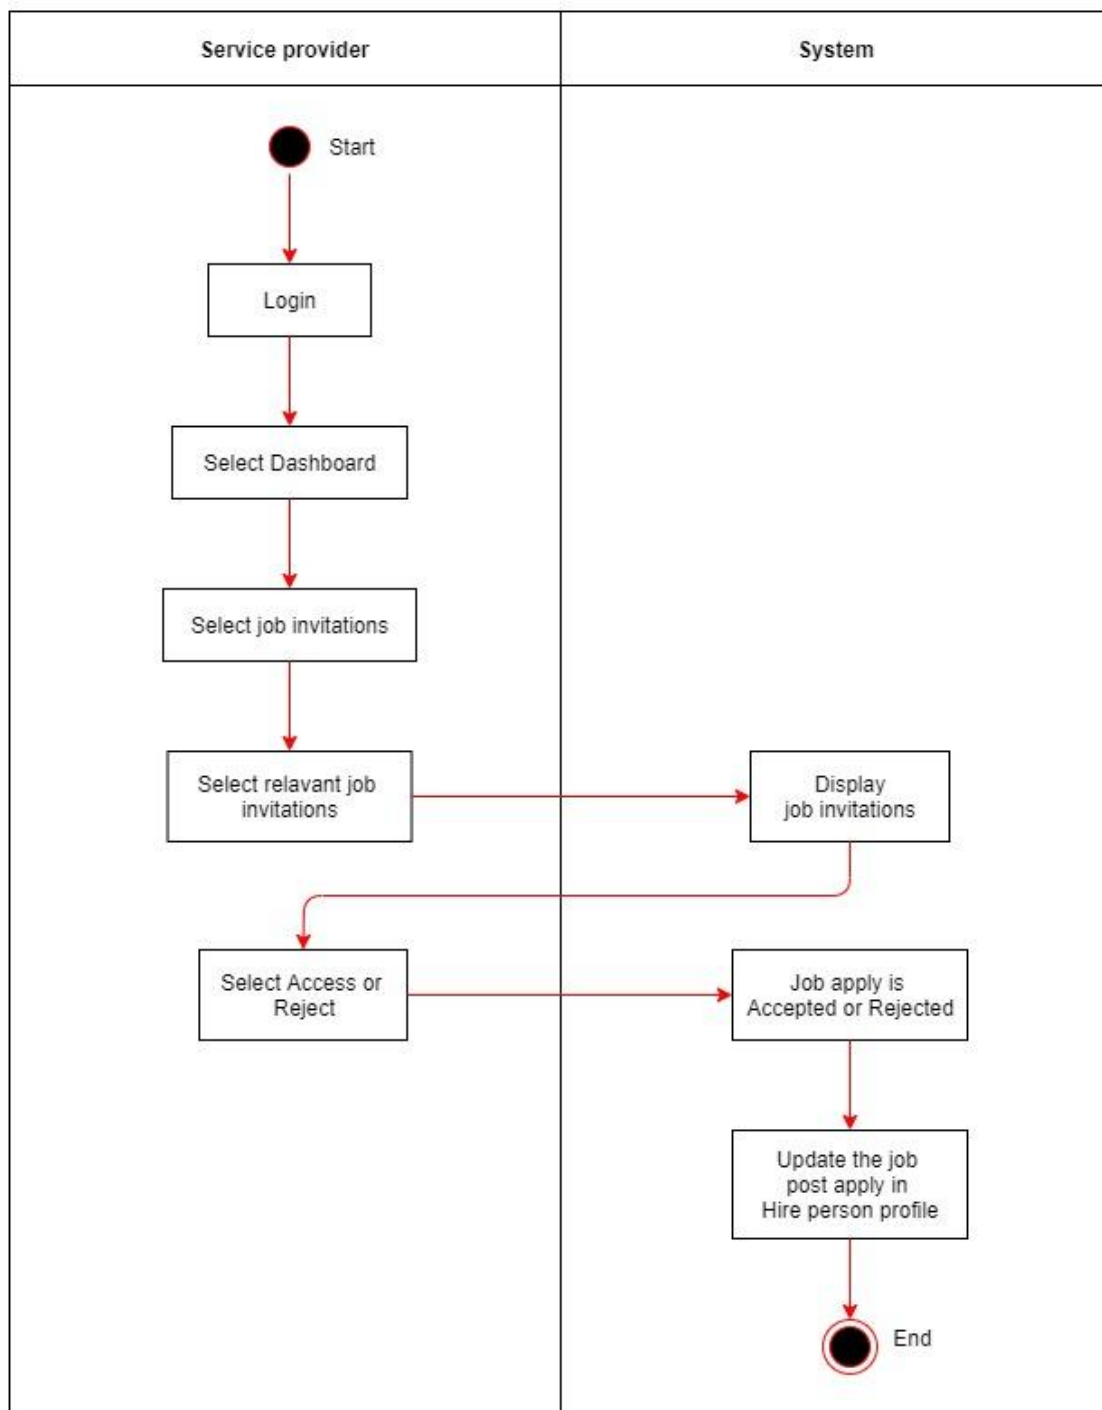 Service provider
System
Start
Login
Select Dashboard
Select job invitations
Select relavant job
invitations
Display
job invitations
Select Access or
Reject
Job apply is
Accepted or Rejected
Update the job
post apply in
Hire person profile
End